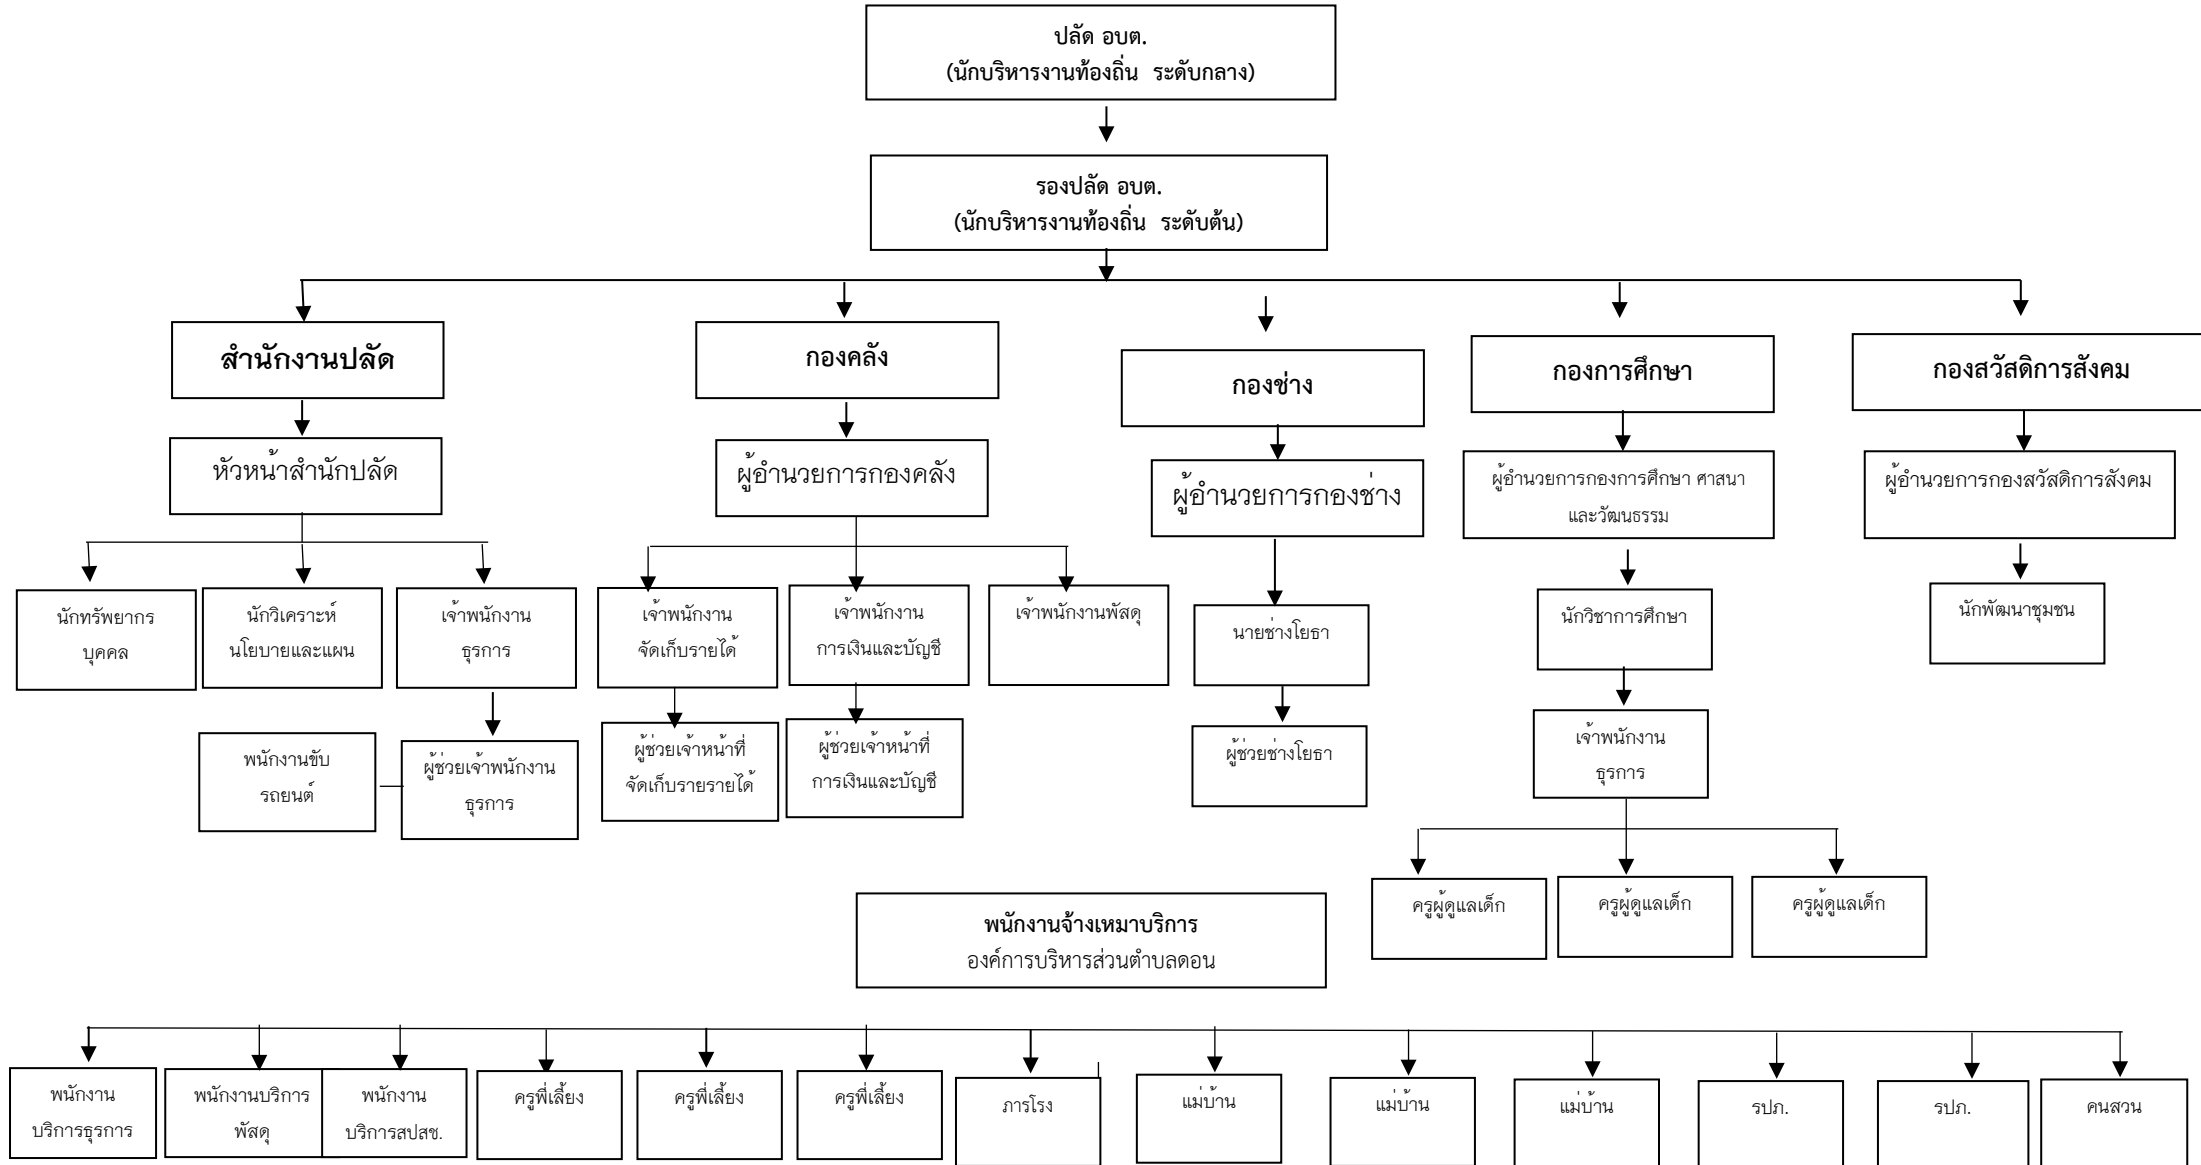 ปลัด อบต.
(นักบริหารงานท้องถิ่น ระดับกลาง)
รองปลัด อบต.
(นักบริหารงานท้องถิ่น ระดับต้น)
สำนักงานปลัด
กองคลัง
กองช่าง
กองการศึกษา
กองสวัสดิการสังคม
หัวหน้าสำนักปลัด
ผู้อำนวยการกองคลัง
ผู้อำนวยการกองช่าง
ผู้อำนวยการกองการศึกษา ศาสนา
และวัฒนธรรม
ผู้อำนวยการกองสวัสดิการสังคม
นักทรัพยากร
บุคคล
นักวิเคราะห์
นโยบายและแผน
เจ้าพนักงาน
ธุรการ
เจ้าพนักงาน
จัดเก็บรายได้
เจ้าพนักงาน
การเงินและบัญชี
เจ้าพนักงานพัสดุ
นายช่างโยธา
นักวิชาการศึกษา
นักพัฒนาชุมชน
พนักงานขับ
รถยนต์
ผู้ช่วยเจ้าพนักงาน
ธุรการ
ผู้ช่วยเจ้าหน้าที่
จัดเก็บรายรายได้
ผู้ช่วยเจ้าหน้าที่
การเงินและบัญชี
ผู้ช่วยช่างโยธา
เจ้าพนักงาน
ธุรการ
ครูผู้ดูแลเด็ก
ครูผู้ดูแลเด็ก
ครูผู้ดูแลเด็ก
พนักงานจ้างเหมาบริการ
องค์การบริหารส่วนตำบลดอน
พนักงาน
บริการธุรการ
พนักงานบริการ
พัสดุ
พนักงาน
บริการสปสช.
ครูพี่เลี้ยง
ครูพี่เลี้ยง
ครูพี่เลี้ยง
ภารโรง
แม่บ้าน
แม่บ้าน
แม่บ้าน
รปภ.
รปภ.
คนสวน